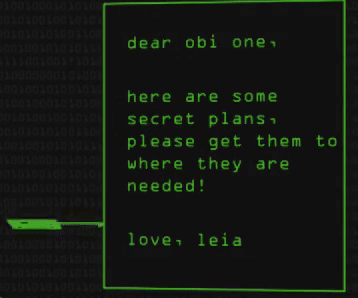 dear obi one,
here are some
secret plans,
please get them to
where they are
needed!
love, leia